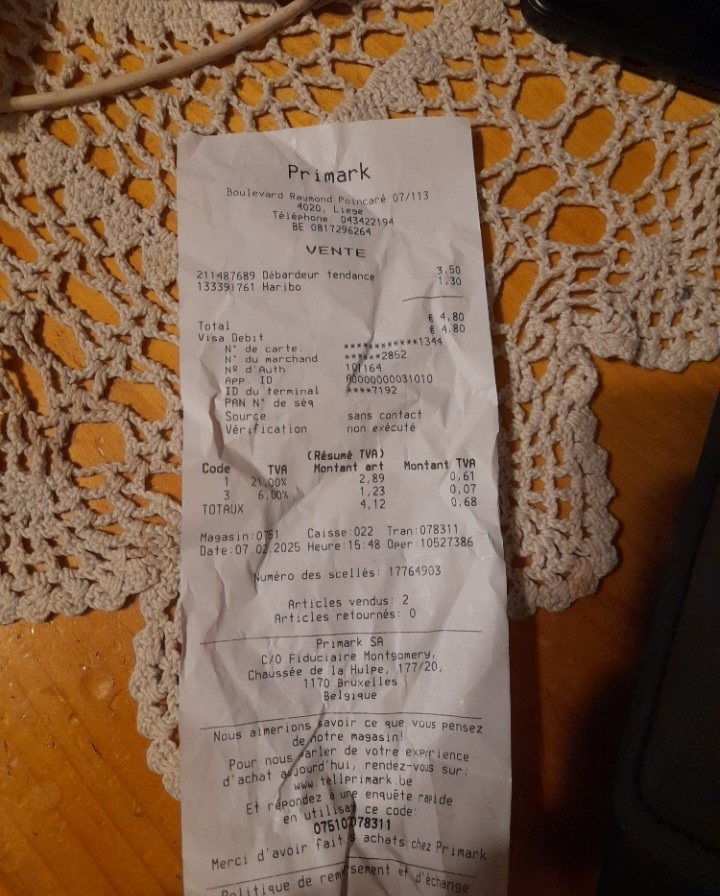 Primark
Boulevard Raymond Poincaré 07/113
4020, Liege
Téléphone: 043422194
BE 0817296264
VENTE
211487689 Débardeur tendance 3,50
133391761 Haribo 1,30
€ 4,80
Total € 4,80
Visa Debit
N° de carte. ************1344
N° du marchand ******2852
Nº d'Auth 101164
App. ID A0000000031010
ID du terminal ****7192
PAN N° de séq
Source sans contact
Vérification non exécuté
(Résumé TVA)
Code TVA Montant art Montant TVA
1 21,00% 2,89 0,61
3 6,00% 1,23 0,07
TOTAUX 4,12 0,68
Magasin:0751 Caisse:022 Tran:078311
Date:07.02.2025 Heure:15:48 Oper:10527386
Numéro des scellés: 17764903
Articles vendus: 2
Articles retournés: 0
Primark SA
C/O Fiduciaire Montgomery,
Chaussée de la Hulpe, 177/20,
1170 Bruxelles
Belgique
Nous aimerions savoir ce que vous pensez
de notre magasin!
Pour nous parler de votre expérience
d'achat aujourd'hui, rendez-vous sur:
www.tellprimark.be
Et répondez à une enquête rapide
en utilisat ce code:
07510078311
Merci d'avoir fait s achats chez Primark
Politique de remboursement et d'échange